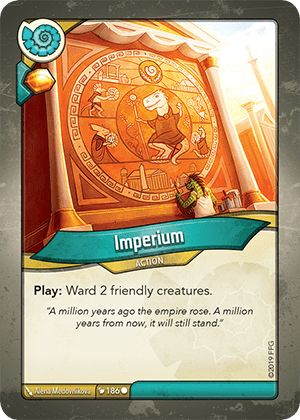 Imperium
ACTION
Play: Ward 2 friendly creatures.
"A million years ago the empire rose. A million
years from now, it will still stand."
Alena Medovnikova
186
©2019 FFG